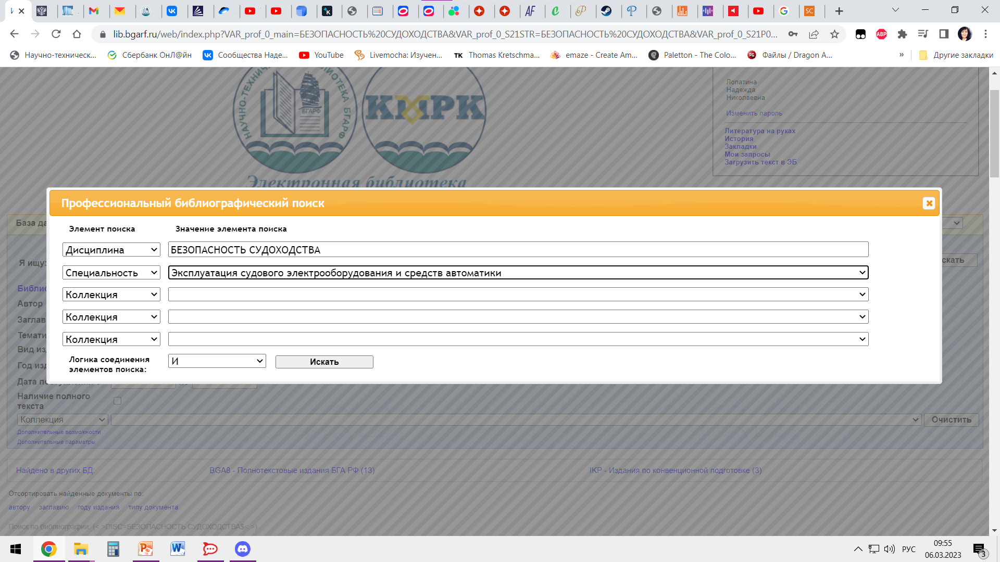 lib.bgarf.ru/web/index.php?VAR_prof_0_main=БЕЗОПАСНОСТЬ%20СУДОХОДСТВА&VAR_prof_0_S21STR=БЕЗОПАСНОСТЬ%20СУДОХОДСТВА&VAR_prof_0_S21P0...
Научно-техническ... Сбербанк ОнЛ@йн Сообщества Наде... YouTube Livemocha: Изучен... Thomas Kretschma... emaze - Create Am... Paletton - The Colo... Файлы / Dragon A... » Другие закладки
БГАРФ
КМРК
Электронная библиотека
Лопатина
Надежда
Николаевна
Изменить пароль
Литература на руках
История
Закладки
Мои запросы
Загрузить текст в ЭБ
Профессиональный библиографический поиск
Элемент поиска Значение элемента поиска
Дисциплина БЕЗОПАСНОСТЬ СУДОХОДСТВА
Специальность Эксплуатация судового электрооборудования и средств автоматики
Коллекция
Коллекция
Коллекция
Логика соединения
элементов поиска:
И Искать
База да
Я ищу:
скать
Библио
Автор
Заглав
Темати
Вид из
Год изд
Наличие полного
текста
Коллекция Очистить
Дополнительные возможности
Дополнительные параметры
Найдено в других БД: BGA8 - Полнотекстовые издания БГА РФ (13) IKP - Издания по конвенционной подготовке (3)
Отсортировать найденные документы по:
автору заглавию году издания типу документа
Поиск по библиографии: (<.>DISC=БЕЗОПАСНОСТЬ СУДОХОДСТВА$<.>)
РУС
09:55
06.03.2023
3